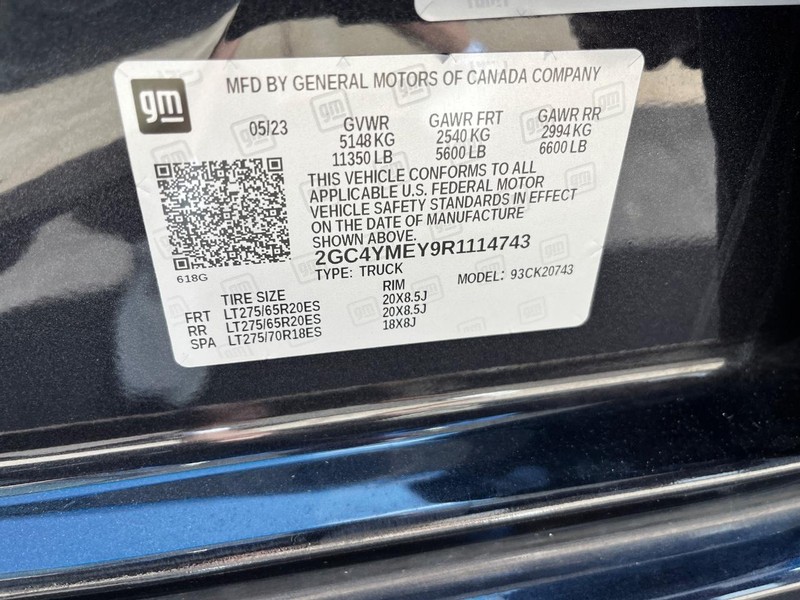 gm
MFD BY GENERAL MOTORS OF CANADA COMPANY
05/23
GVWR
5148 KG
11350 LB
GAWR FRT
2540 KG
5600 LB
GAWR RR
2994 KG
6600 LB
THIS VEHICLE CONFORMS TO ALL
APPLICABLE U.S. FEDERAL MOTOR
VEHICLE SAFETY STANDARDS IN EFFECT
ON THE DATE OF MANUFACTURE
SHOWN ABOVE.
2GC4YMEY9R1114743
TYPE: TRUCK
MODEL: 93CK20743
618G
TIRE SIZE RIM
FRT LT275/65R20ES 20X8.5J
RR LT275/65R20ES 20X8.5J
SPA LT275/70R18ES 18X8J